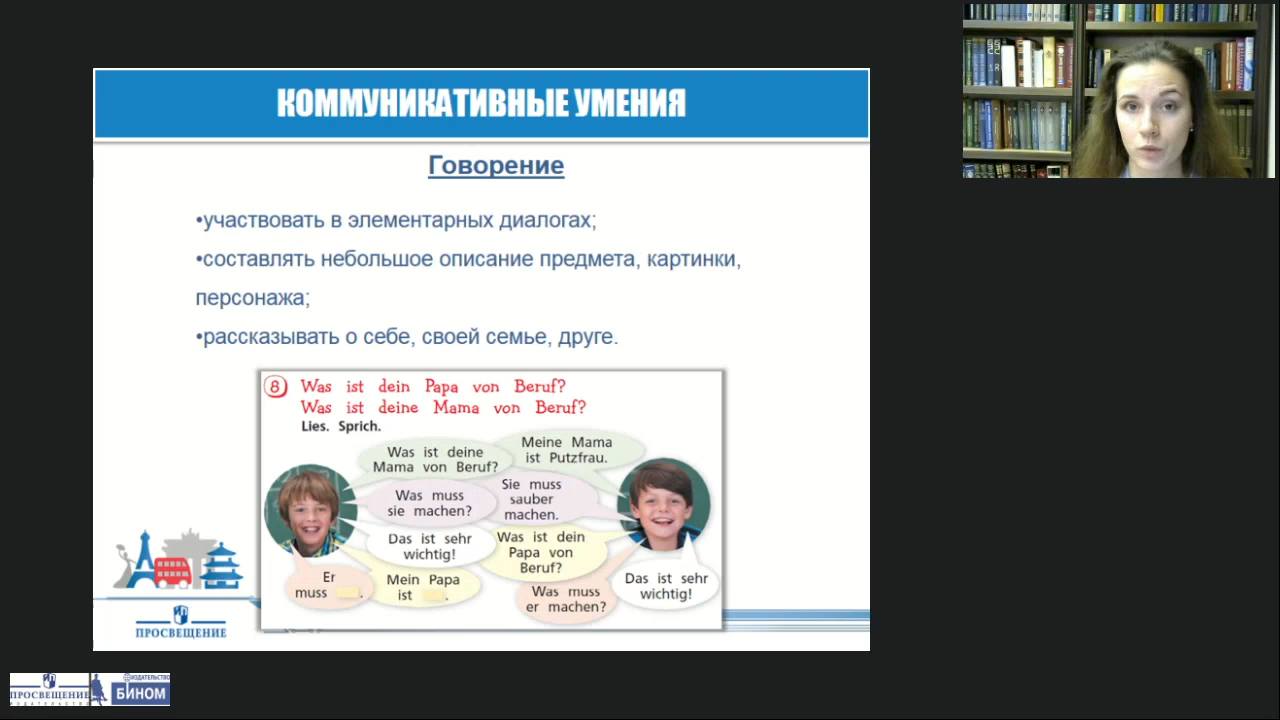 КОММУНИКАТИВНЫЕ УМЕНИЯ
Говорение
•участвовать в элементарных диалогах;
•составлять небольшое описание предмета, картинки,
персонажа;
•рассказывать о себе, своей семье, друге.
8 Was ist dein Papa von Beruf?
Was ist deine Mama von Beruf?
Lies. Sprich.
Was ist deine
Mama von Beruf?
Meine Mama
ist Putzfrau.
Was muss
sie machen?
Sie muss
sauber
machen.
Das ist sehr
wichtig!
Was ist dein
Papa von
Beruf?
Mein Papa
ist .
Was muss
er machen?
Er
muss .
Das ist sehr
wichtig!
ПРОСВЕЩЕНИЕ
ПРОСВЕЩЕНИЕ
ИЗДАТЕЛЬСТВО
ИЗДАТЕЛЬСТВО
БИНОМ